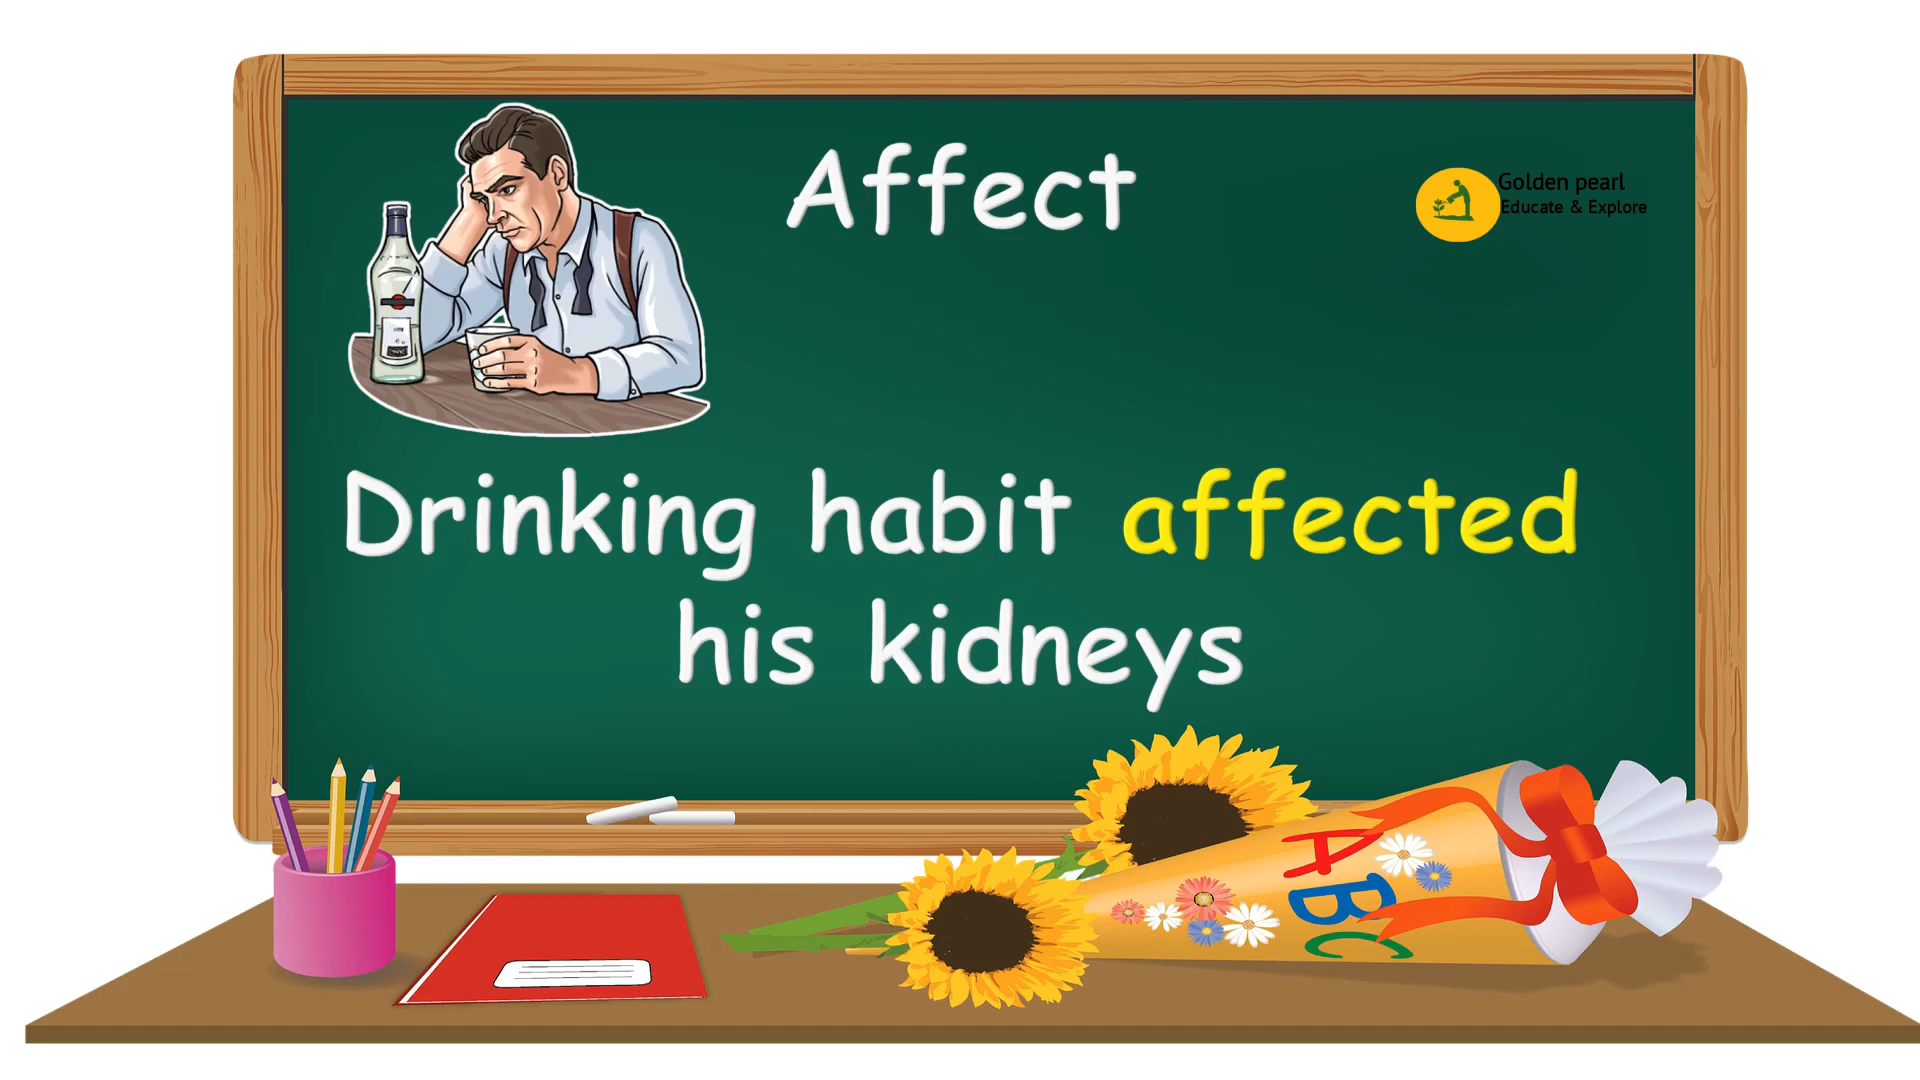 Affect
Golden pearl
Educate & Explore
Drinking habit affected
his kidneys
ABC